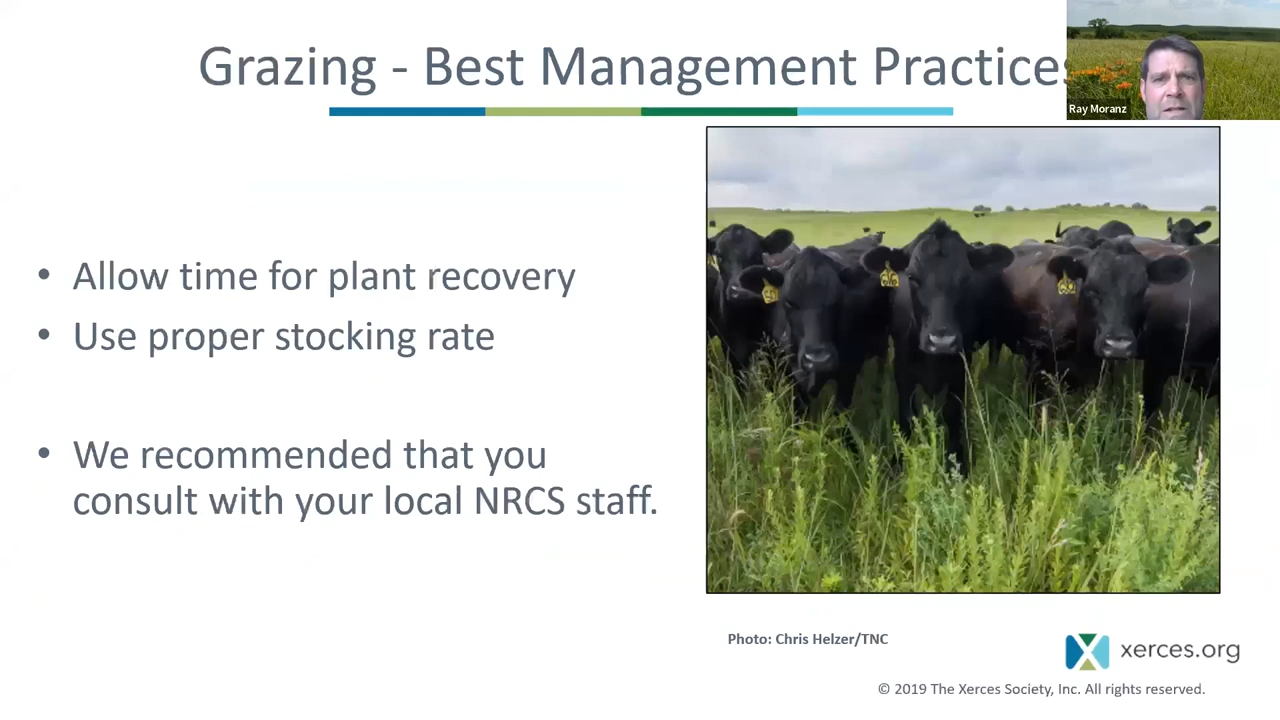 Grazing - Best Management Practices
Ray Moranz
• Allow time for plant recovery
• Use proper stocking rate
• We recommended that you
consult with your local NRCS staff.
Photo: Chris Helzer/TNC
xerces.org
© 2019 The Xerces Society, Inc. All rights reserved.